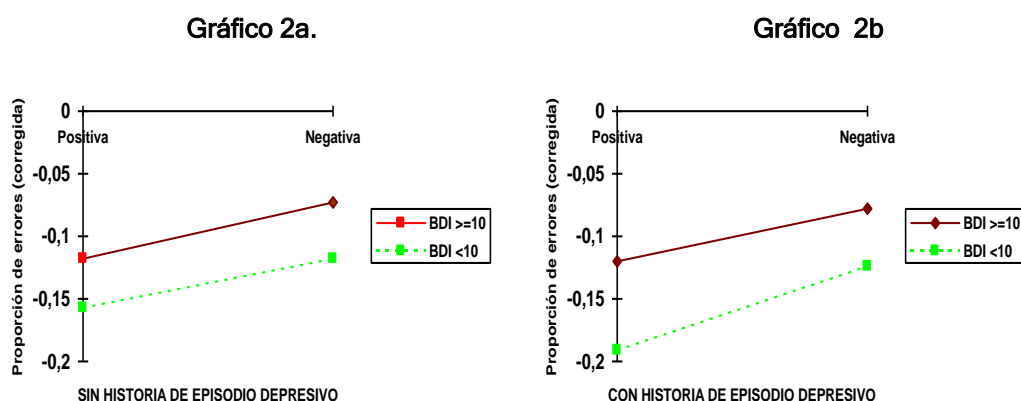 Gráfico 2a.
Proporción de errores (corregida)
0
-0,05
-0,1
-0,15
-0,2
Positiva
Negativa
BDI >=10
BDI <10
SIN HISTORIA DE EPISODIO DEPRESIVO
Gráfico 2b
Proporción de errores (corregida)
0
-0,05
-0,1
-0,15
-0,2
Positiva
Negativa
BDI >=10
BDI <10
CON HISTORIA DE EPISODIO DEPRESIVO